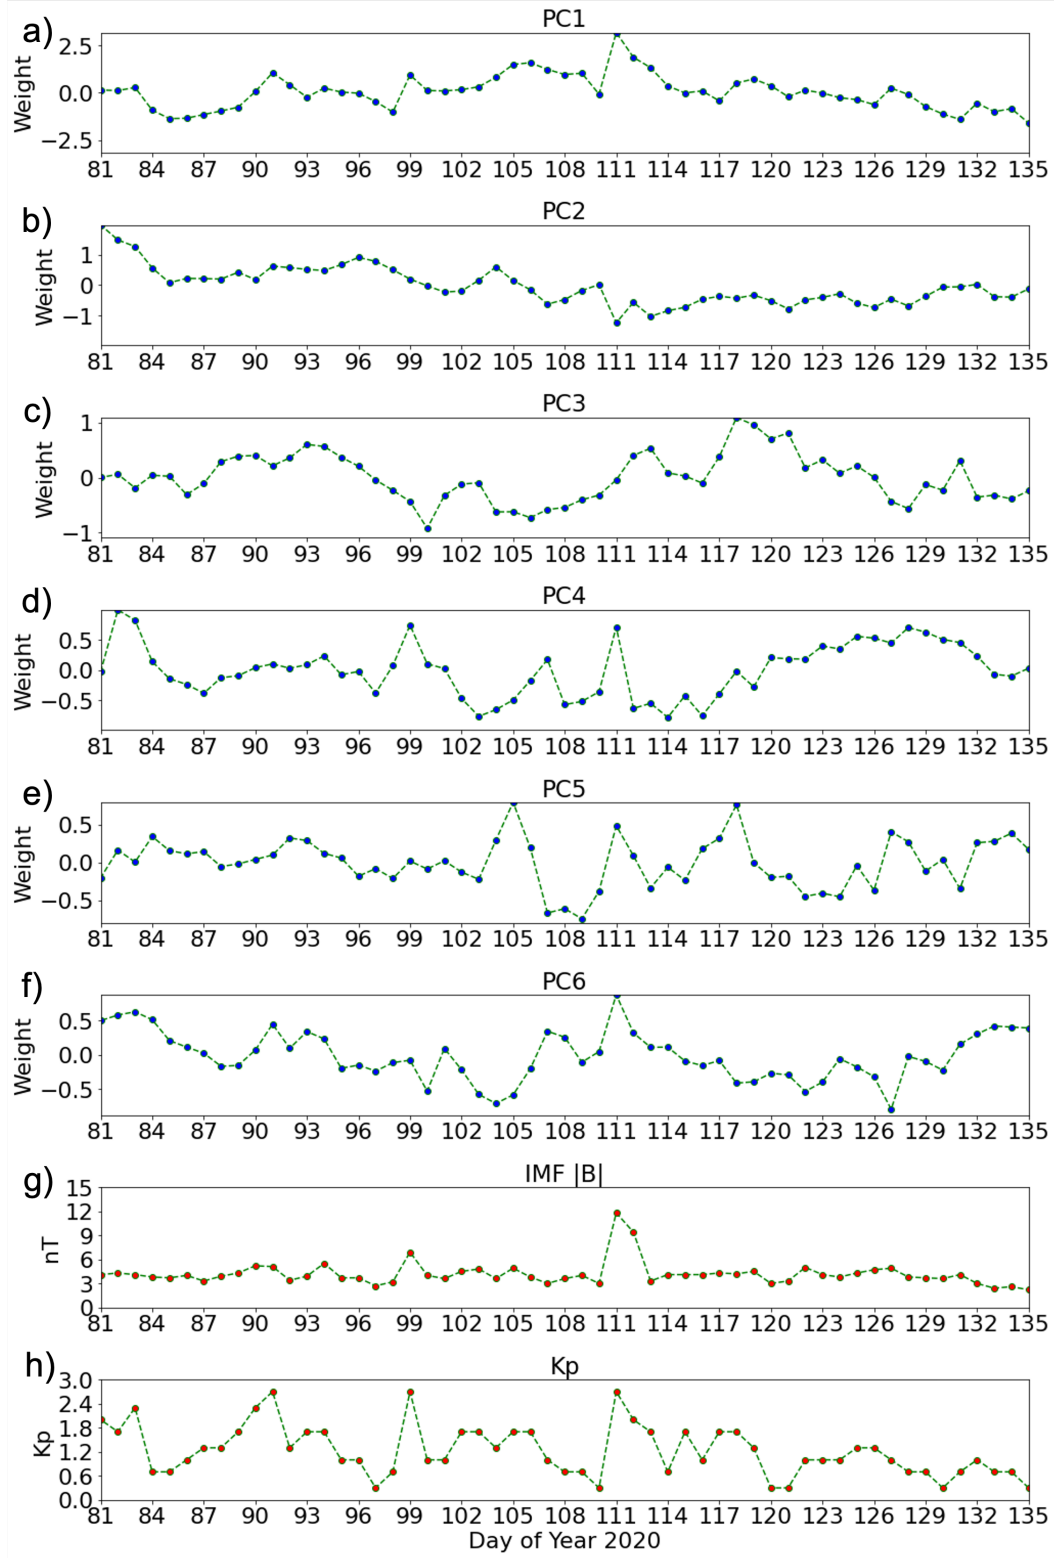 a)
PC1
Weight
2.5
0.0
−2.5
81 84 87 90 93 96 99 102 105 108 111 114 117 120 123 126 129 132 135
b)
PC2
Weight
1
0
−1
81 84 87 90 93 96 99 102 105 108 111 114 117 120 123 126 129 132 135
c)
PC3
Weight
1
0
−1
81 84 87 90 93 96 99 102 105 108 111 114 117 120 123 126 129 132 135
d)
PC4
Weight
0.5
0.0
−0.5
81 84 87 90 93 96 99 102 105 108 111 114 117 120 123 126 129 132 135
e)
PC5
Weight
0.5
0.0
−0.5
81 84 87 90 93 96 99 102 105 108 111 114 117 120 123 126 129 132 135
f)
PC6
Weight
0.5
0.0
−0.5
81 84 87 90 93 96 99 102 105 108 111 114 117 120 123 126 129 132 135
g)
IMF |B|
nT
15
12
9
6
3
0
81 84 87 90 93 96 99 102 105 108 111 114 117 120 123 126 129 132 135
h)
Kp
Kp
3.0
2.4
1.8
1.2
0.6
0.0
81 84 87 90 93 96 99 102 105 108 111 114 117 120 123 126 129 132 135
Day of Year 2020